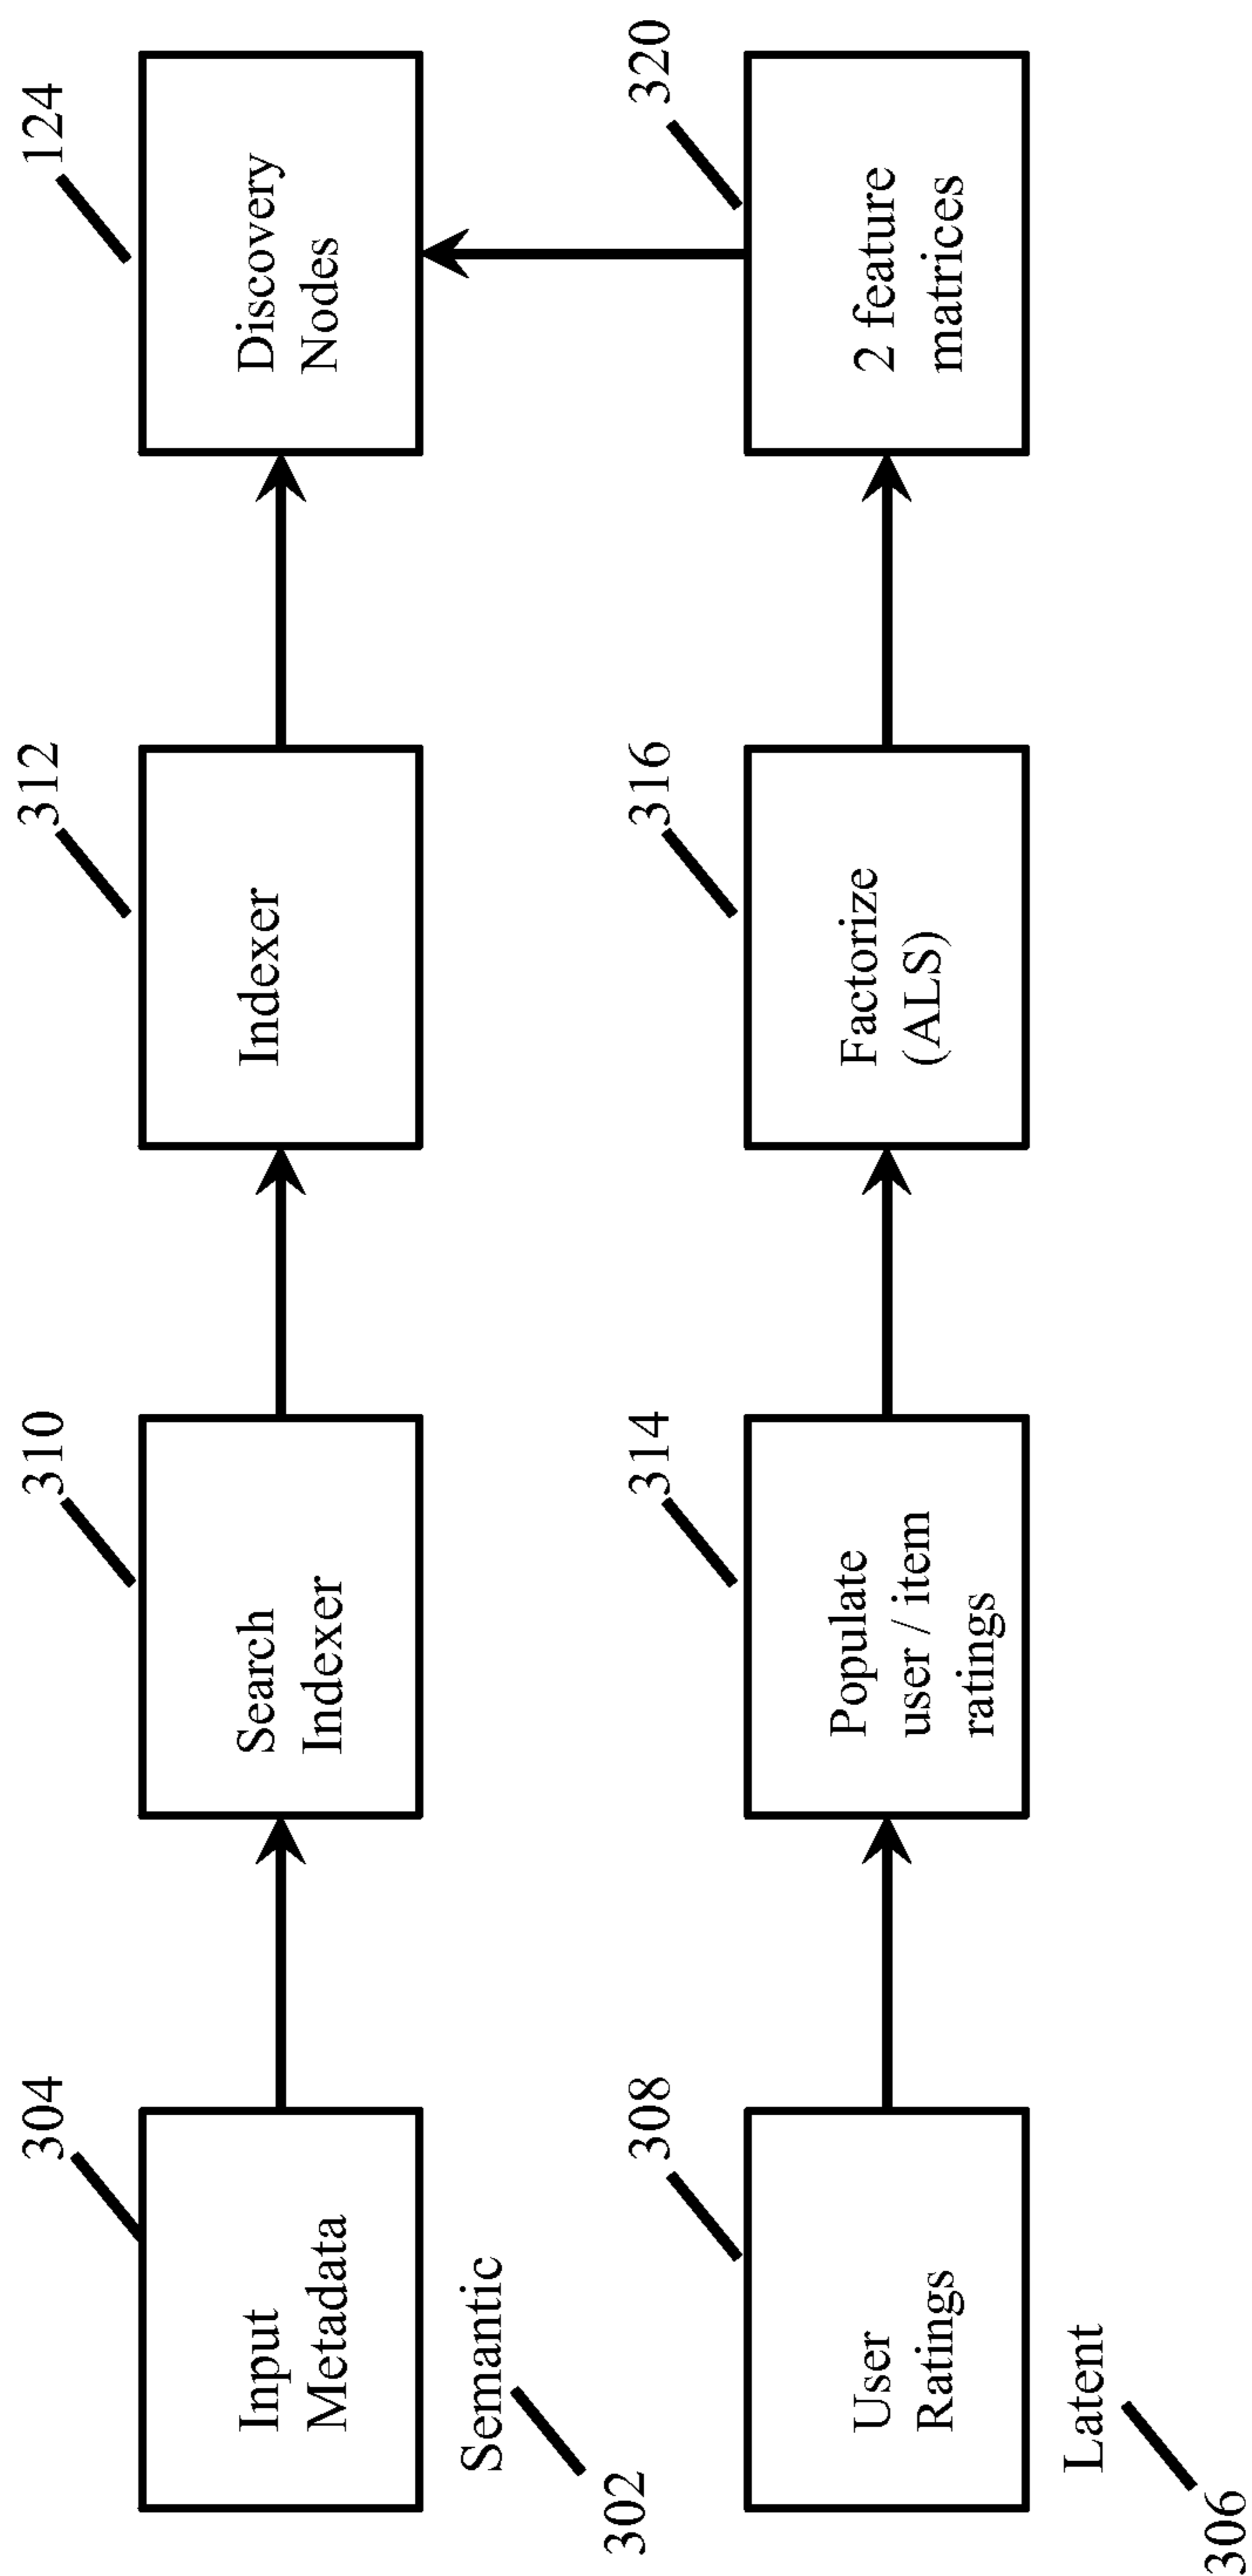 304
310
312
124
Input
Metadata
Search
Indexer
Indexer
Discovery
Nodes
Semantic
302
308
314
316
320
User
Ratings
Populate
user / item
ratings
Factorize
(ALS)
2 feature
matrices
Latent
306